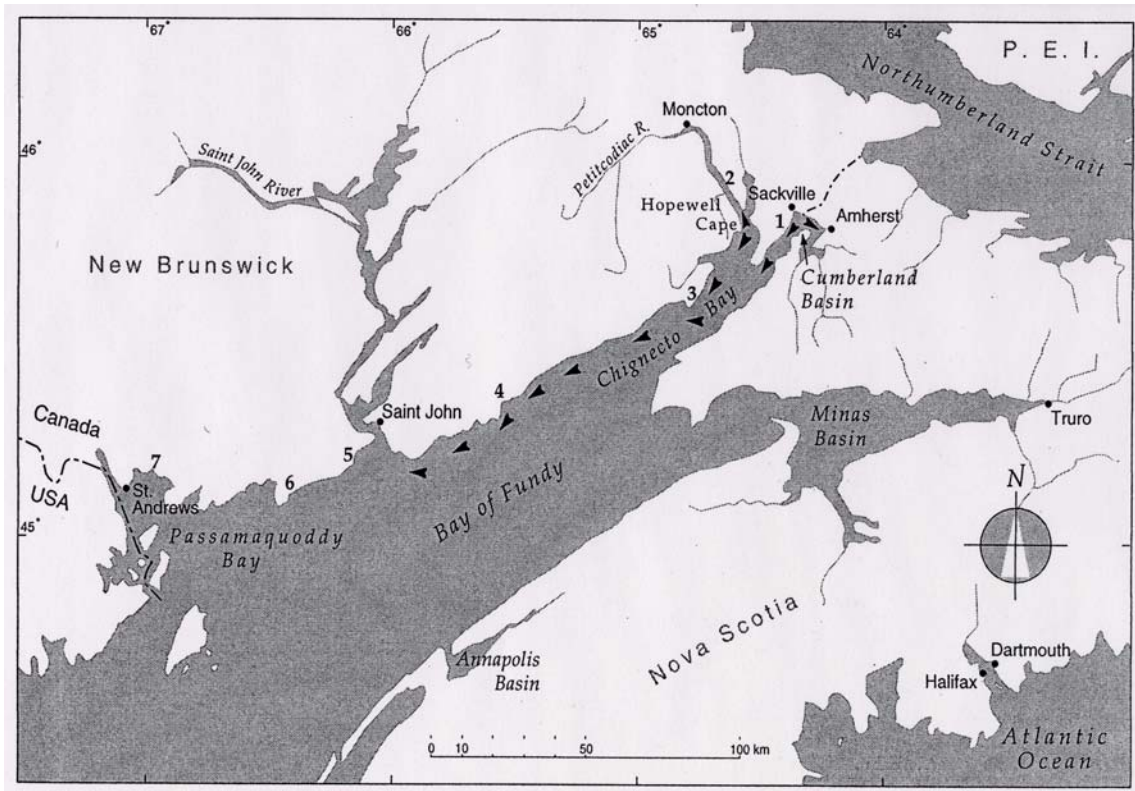 67°
66°
65°
64°
P. E. I.
Northumberland Strait
Moncton
46°
Saint John River
Petitcodiac R.
2
Sackville
Hopewell
Cape
1
Amherst
New Brunswick
Cumberland
Basin
3
Chignecto Bay
4
Saint John
Canada
Minas
Basin
Truro
5
7
USA
St.
Andrews
6
N
45°
Passamaquoddy
Bay
Bay of Fundy
Nova Scotia
Annapolis
Basin
Dartmouth
Halifax
0 10 50 100 km
Atlantic
Ocean